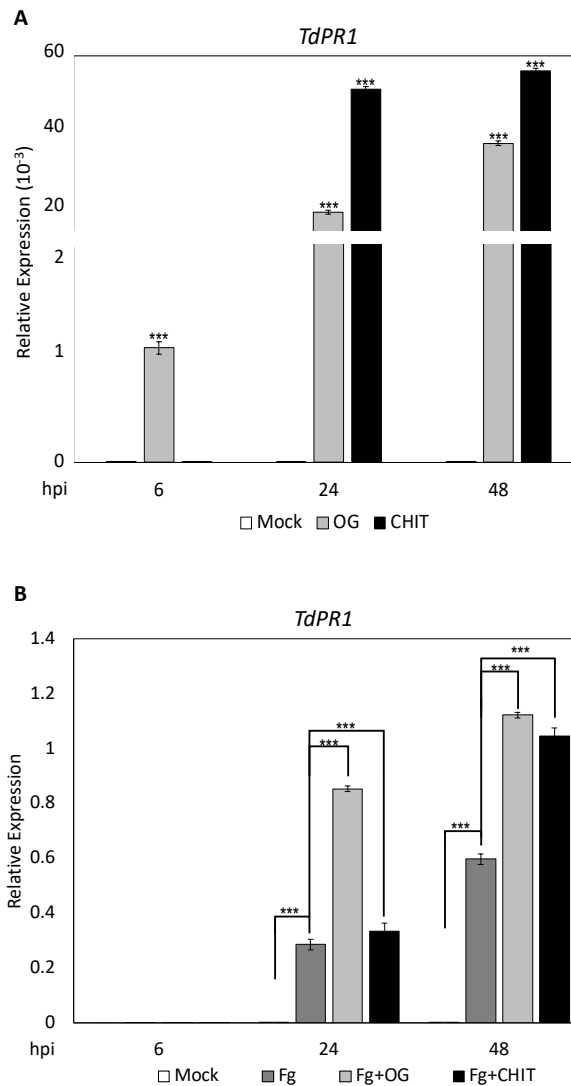 A
TdPR1
60
40
20
2
1
0
Relative Expression (10-3)
***
***
***
***
***
hpi 6 24 48
Mock OG CHIT
B
TdPR1
1.4
1.2
1
0.8
0.6
0.4
0.2
0
Relative Expression
***
***
***
***
***
***
hpi 6 24 48
Mock Fg Fg+OG Fg+CHIT